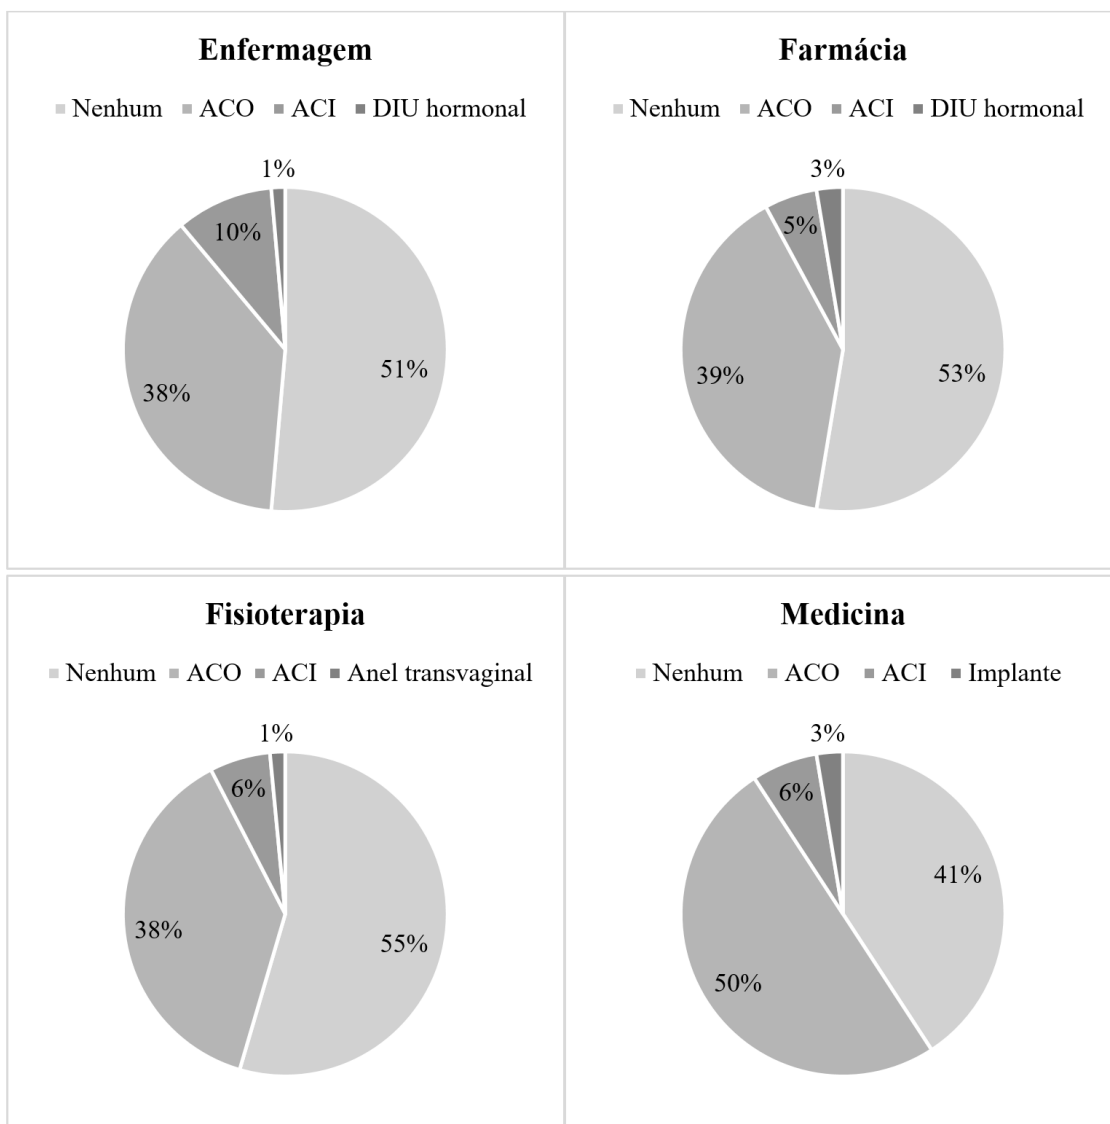 Enfermagem
Nenhum ACO ACI DIU hormonal
1%
10%
51%
38%
Farmácia
Nenhum ACO ACI DIU hormonal
3%
5%
39%
53%
Fisioterapia
Nenhum ACO ACI Anel transvaginal
1%
6%
38%
55%
Medicina
Nenhum ACO ACI Implante
3%
6%
41%
50%